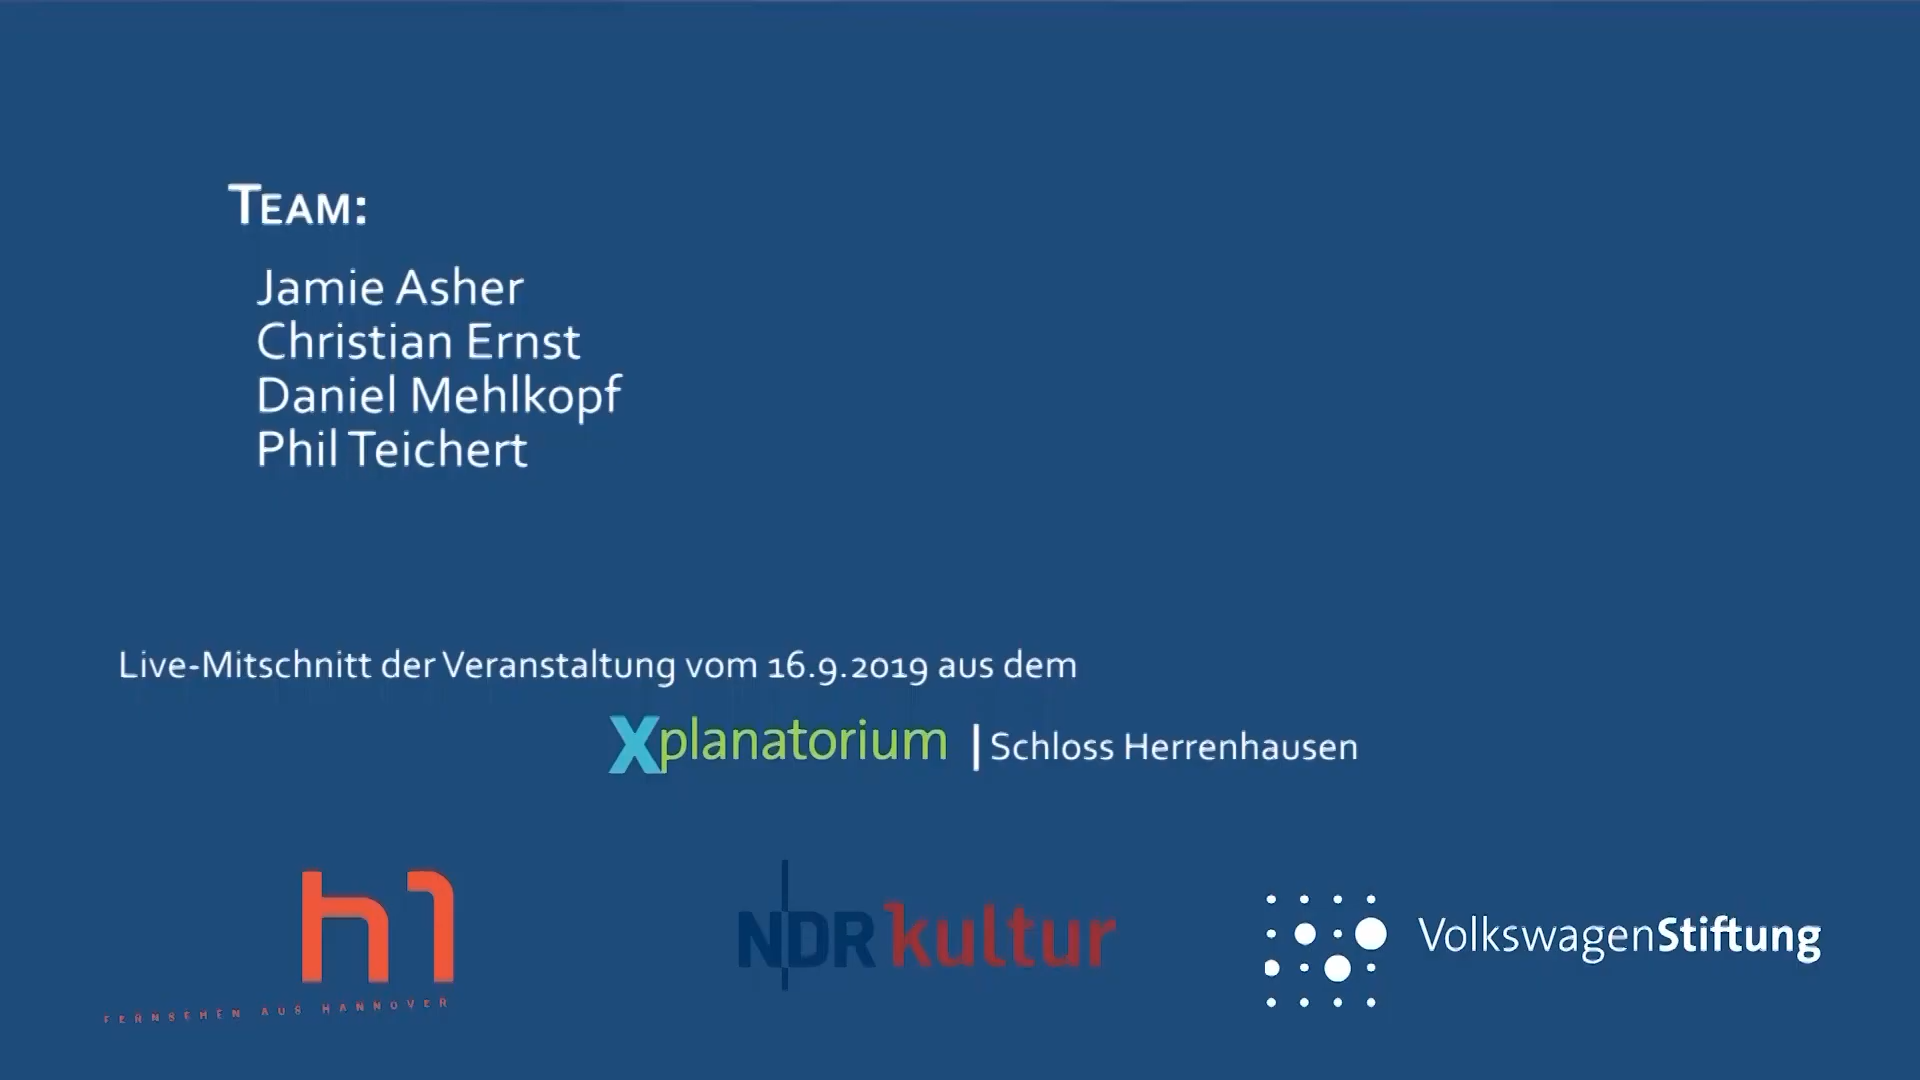 TEAM:
Jamie Asher
Christian Ernst
Daniel Mehlkopf
Phil Teichert
Live-Mitschnitt der Veranstaltung vom 16.9.2019 aus dem
Xplanatorium | Schloss Herrenhausen
h1
FERNSEHEN AUS HANNOVER
NDR kultur
VolkswagenStiftung